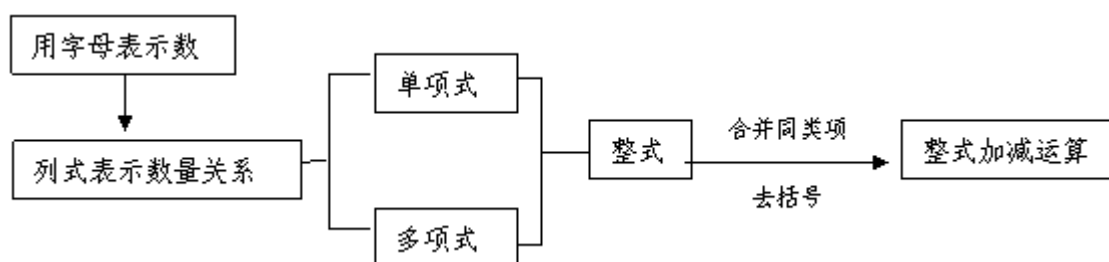 用字母表示数
列式表示数量关系
单项式
多项式
整式
合并同类项
去括号
整式加减运算